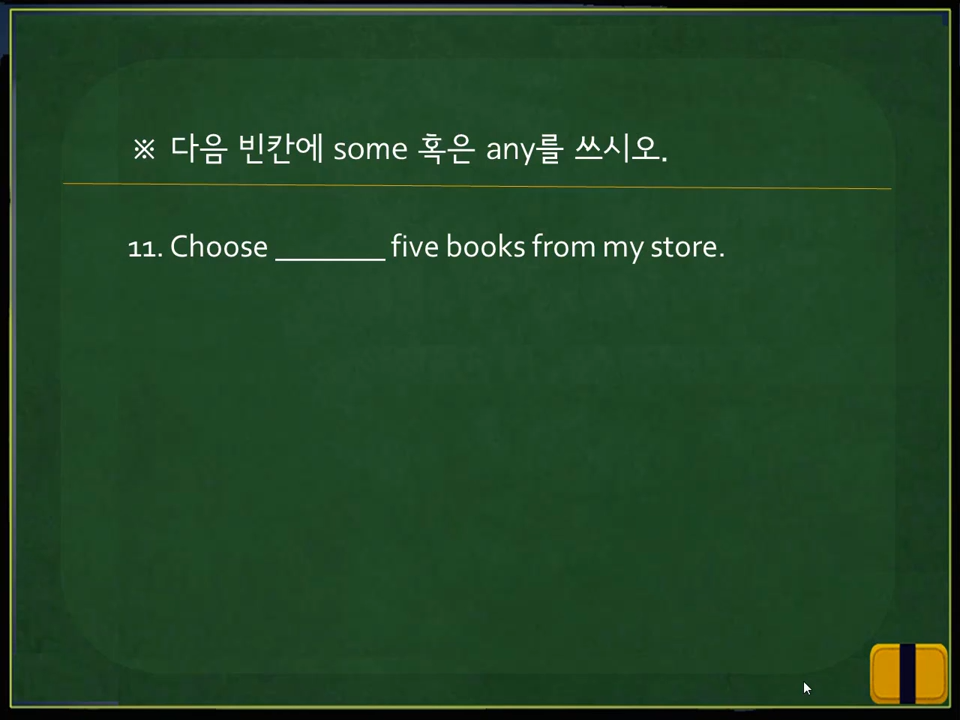 ※ 다음 빈칸에 some 혹은 any를 쓰시오.
11. Choose _______ five books from my store.